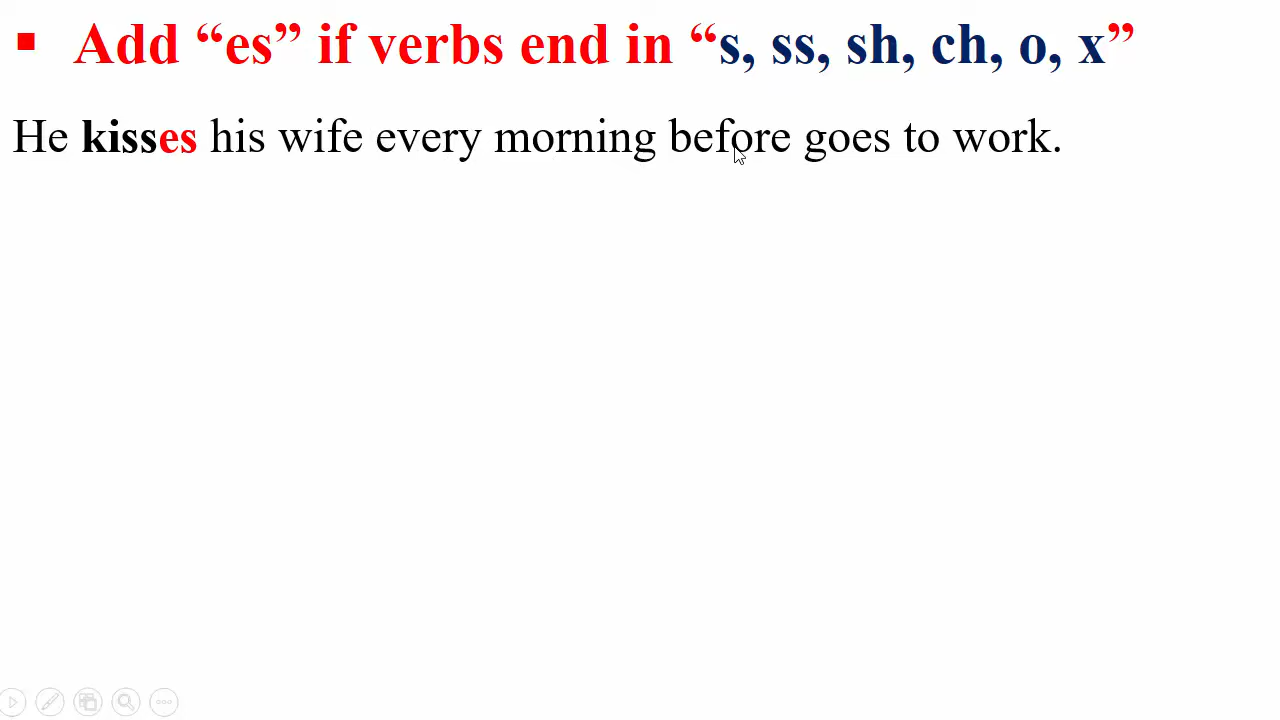 ▪ Add “es” if verbs end in “s, ss, sh, ch, o, x”
He kisses his wife every morning before goes to work.